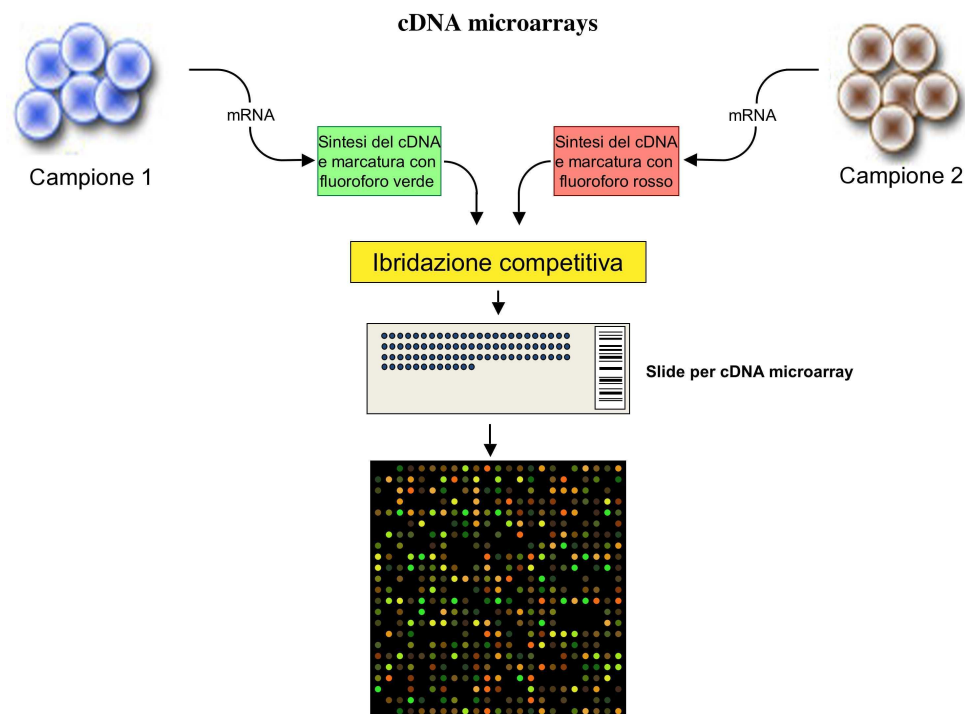 cDNA microarrays
mRNA
mRNA
Sintesi del cDNA
e marcatura con
fluoroforo verde
Sintesi del cDNA
e marcatura con
fluoroforo rosso
Campione 1
Campione 2
Ibridazione competitiva
Slide per cDNA microarray